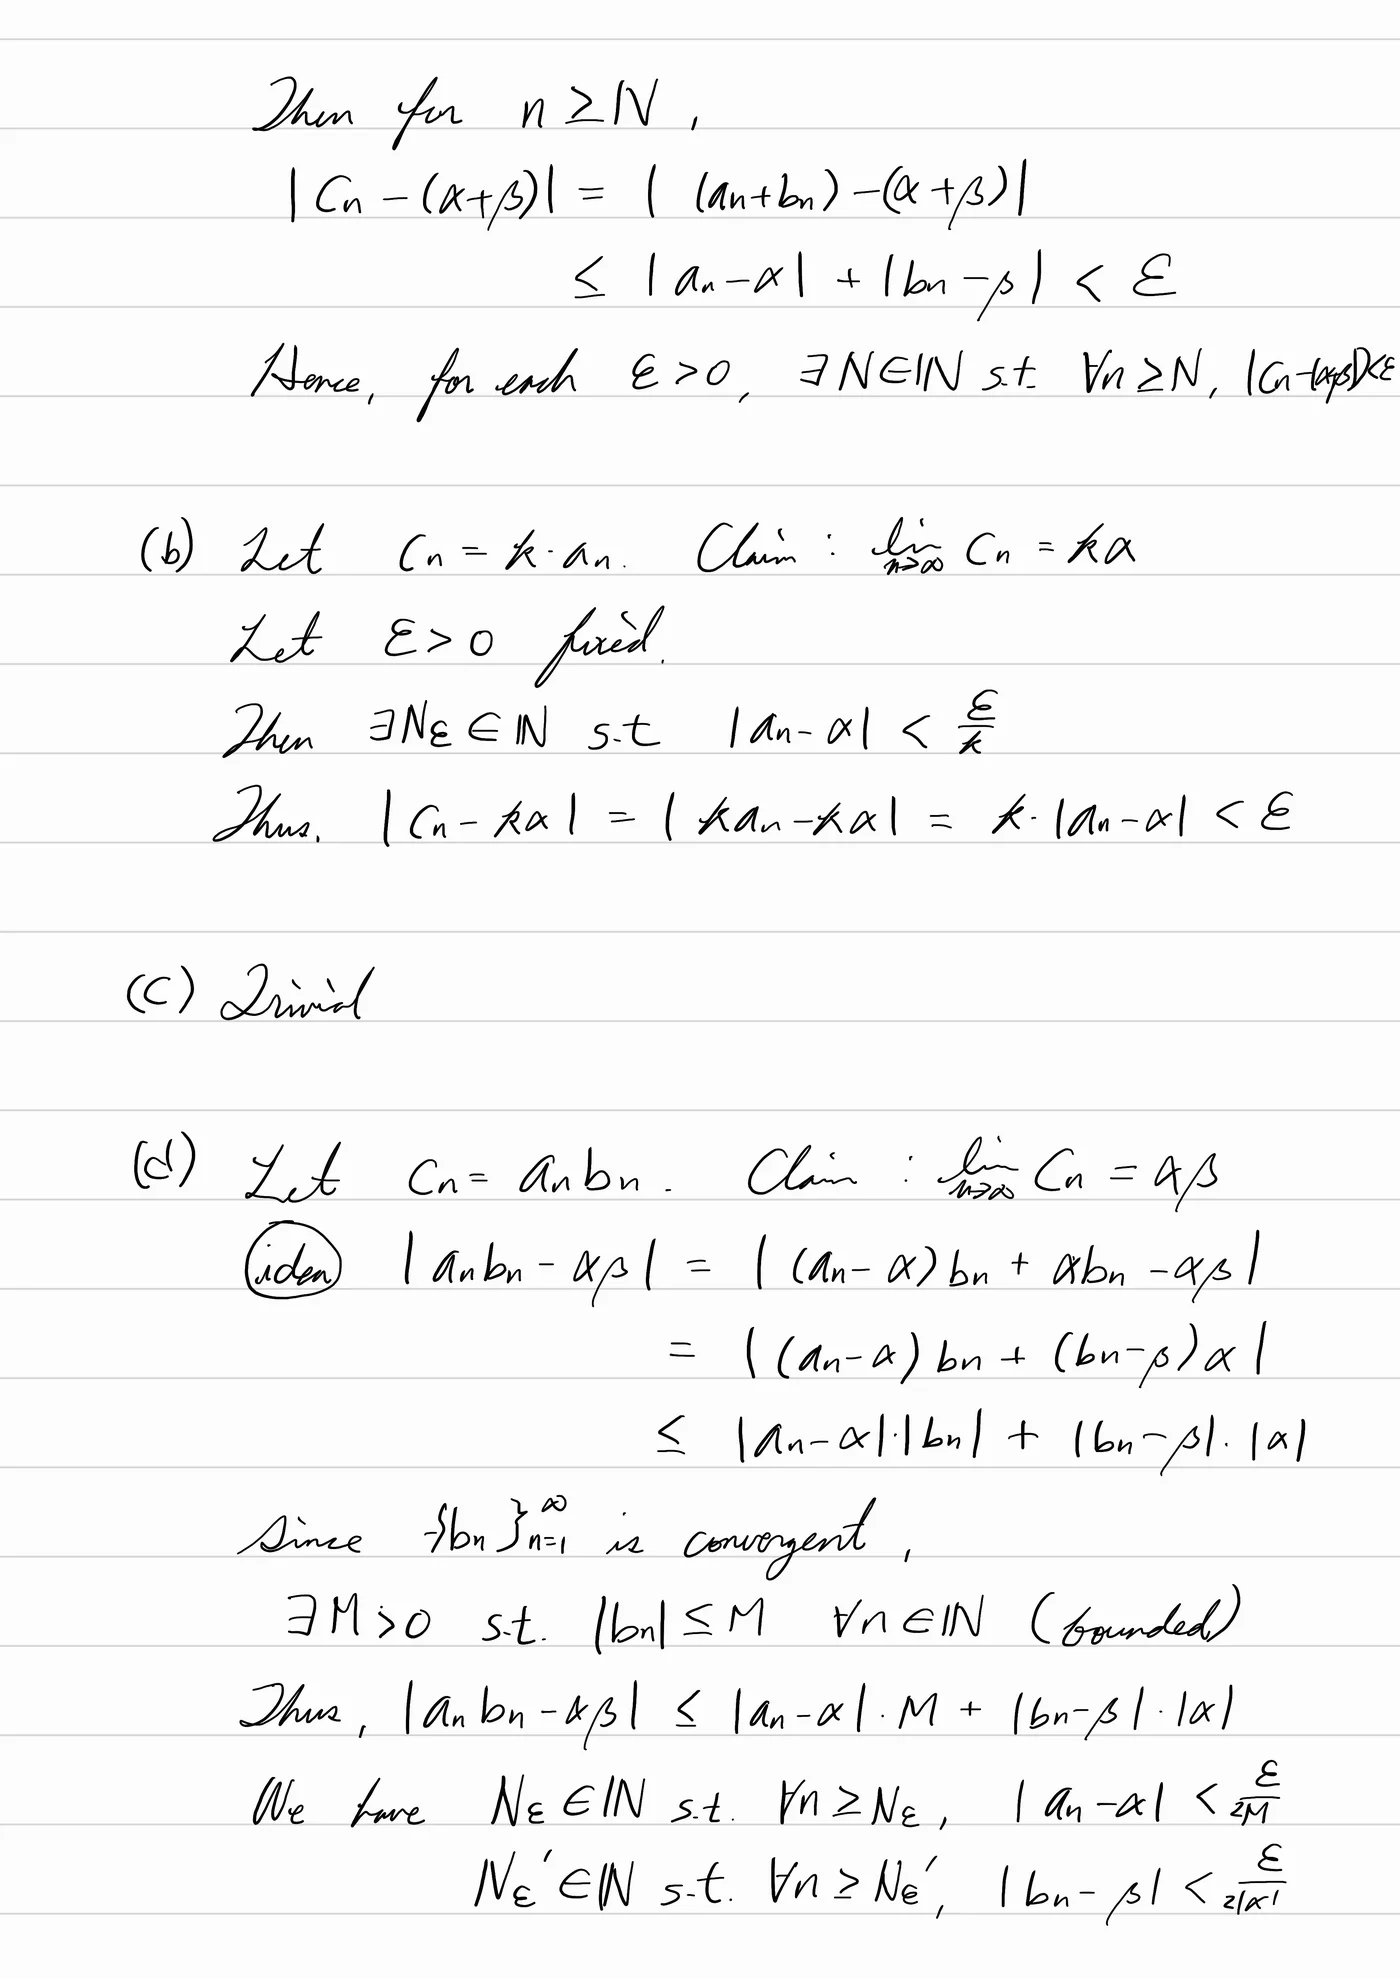 Then for n ≥ ℕ,
|Cn − (α+β)| = | (an+bn) − (α+β)|
≤ |an − α| + |bn − β| < ε
Hence, for each ε > 0, ∃N∈ℕ s.t. ∀n ≥ N, |Cn−(α+β)|<ε
(b) Let Cn = k·an. Claim : lim n→∞ Cn = kα
Let ε > 0 fixed.
Then ∃Nε ∈ ℕ s.t |an − α| < ε/k
Thus, |Cn − kα| = |kan − kα| = k·|an − α| < ε
(c) Trivial
(d) Let Cn = anbn. Claim : lim n→∞ Cn = αβ
idea |anbn − αβ| = |(an − α)bn + αbn − αβ|
= |(an − α)bn + (bn − β)α|
≤ |an − α|·|bn| + |bn − β|·|α|
Since {bn}∞n=1 is convergent,
∃M>0 s.t. |bn| ≤ M ∀n∈ℕ (bounded)
Thus, |anbn − αβ| ≤ |an − α|·M + |bn − β|·|α|
We have Nε ∈ ℕ s.t. ∀n ≥ Nε, |an − α| < ε/2M
Nε' ∈ ℕ s.t. ∀n ≥ Nε', |bn − β| < ε/2|α|